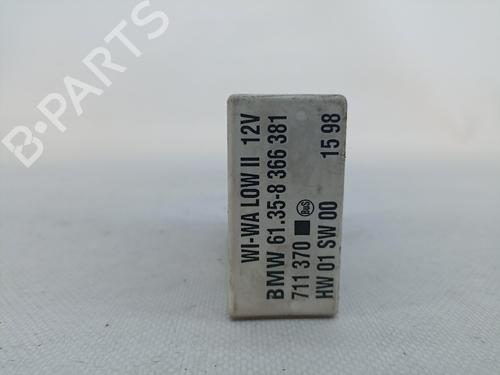 WI-WA LOW II 12V
BMW 61.35-8 366 381
711 370 B&S
HW 01 SW 00 15 98
B-PARTS